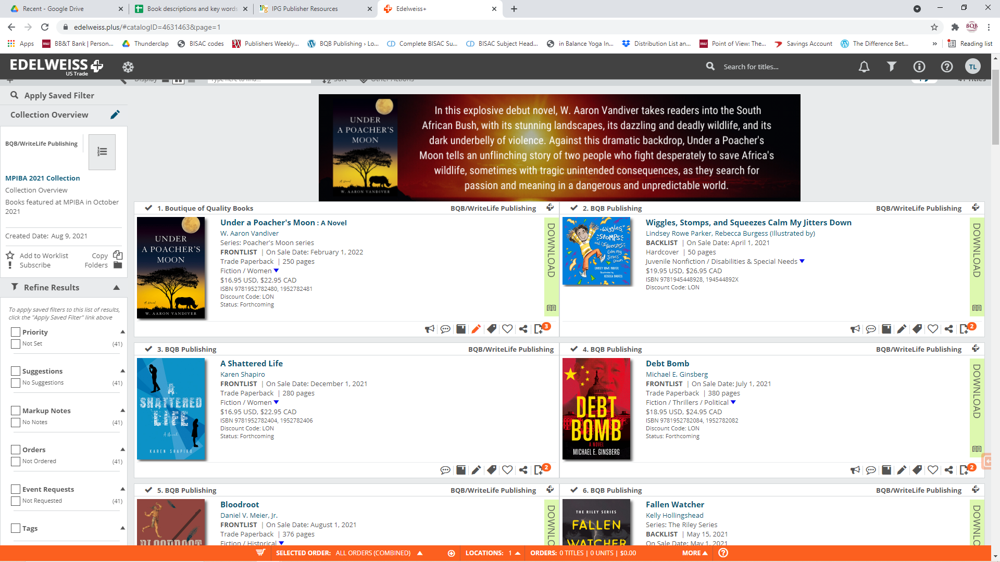 Recent - Google Drive
Book descriptions and key words
IPG Publisher Resources
Edelweiss+
edelweiss.plus/#catalogID=4631463&page=1
BQB
Apps
BB&T Bank | Person...
Thunderclap
BISAC codes
Publishers Weekly...
BQB Publishing › Lo...
Complete BISAC Su...
BISAC Subject Head...
in Balance Yoga In...
Distribution List an...
Point of View: The...
Savings Account
The Difference Bet...
»
Reading list
EDELWEISS
US Trade
Search for titles...
TL
Display
Type here to find...
Sort
Other Actions
41 Titles
Apply Saved Filter
Collection Overview
BQB/WriteLife Publishing
MPIBA 2021 Collection
Collection Overview
Books featured at MPIBA in October
2021
Created Date: Aug 9, 2021
Add to Worklist
Copy
Subscribe
Folders
Refine Results
To apply saved filters to this list of results,
click the "Apply Saved Filter" link above
Priority
Not Set (41)
Suggestions
No Suggestions (41)
Markup Notes
No Notes (41)
Orders
Not Ordered (41)
Event Requests
Not Requested (41)
Tags
UNDER
A POACHER'S
MOON
A Novel
W. AARON VANDIVER
In this explosive debut novel, W. Aaron Vandiver takes readers into the South
African Bush, with its stunning landscapes, its dazzling and deadly wildlife, and its
dark underbelly of violence. Against this dramatic backdrop, Under a Poacher's
Moon tells an unflinching story of two people who fight desperately to save Africa's
wildlife, sometimes with tragic unintended consequences, as they search for
passion and meaning in a dangerous and unpredictable world.
1. Boutique of Quality Books
BQB/WriteLife Publishing
UNDER
A POACHER'S
MOON
A Novel
W. AARON VANDIVER
Under a Poacher's Moon : A Novel
W. Aaron Vandiver
Series: Poacher's Moon series
FRONTLIST | On Sale Date: February 1, 2022
Trade Paperback | 250 pages
Fiction / Women
$16.95 USD, $22.95 CAD
ISBN 9781952782480, 1952782481
Discount Code: LON
Status: Forthcoming
DOWNLOAD
3
2. BQB Publishing
BQB/WriteLife Publishing
Wiggles,
STOMPS,
and Squeezes
Calm My
Jitters
Down
LINDSEY ROWE PARKER
Illustrated by
REBECCA BURGESS
Wiggles, Stomps, and Squeezes Calm My Jitters Down
Lindsey Rowe Parker, Rebecca Burgess (Illustrated by)
BACKLIST | On Sale Date: April 1, 2021
Hardcover | 50 pages
Juvenile Nonfiction / Disabilities & Special Needs
$19.95 USD, $26.95 CAD
ISBN 9781945448928, 194544892X
Discount Code: LON
DOWNLOAD
2
3. BQB Publishing
BQB/WriteLife Publishing
A
SHATTERED
LIFE
A Novel
KAREN SHAPIRO
A Shattered Life
Karen Shapiro
FRONTLIST | On Sale Date: December 1, 2021
Trade Paperback | 280 pages
Fiction / Women
$16.95 USD, $22.95 CAD
ISBN 9781952782404, 1952782406
Discount Code: LON
Status: Forthcoming
2
4. BQB Publishing
BQB/WriteLife Publishing
DEBT
BOMB
A NOVEL
MICHAEL E. GINSBERG
Debt Bomb
Michael E. Ginsberg
FRONTLIST | On Sale Date: July 1, 2021
Trade Paperback | 380 pages
Fiction / Thrillers / Political
$18.95 USD, $24.95 CAD
ISBN 9781952782084, 1952782082
Discount Code: LON
Status: Forthcoming
DOWNLOAD
2
5. BQB Publishing
BQB/WriteLife Publishing
BLOODROOT
Bloodroot
Daniel V. Meier, Jr.
FRONTLIST | On Sale Date: August 1, 2021
Trade Paperback | 376 pages
Fiction / Historical
DOWNLO
6. BQB Publishing
BQB/WriteLife Publishing
THE RILEY SERIES
FALLEN
WATCHER
Fallen Watcher
Kelly Hollingshead
Series: The Riley Series
BACKLIST | May 15, 2021
On Sale Date: May 1, 2021
DOWNLO
SELECTED ORDER: ALL ORDERS (COMBINED)
LOCATIONS: 1
ORDERS: 0 TITLES | 0 UNITS | $0.00
MORE